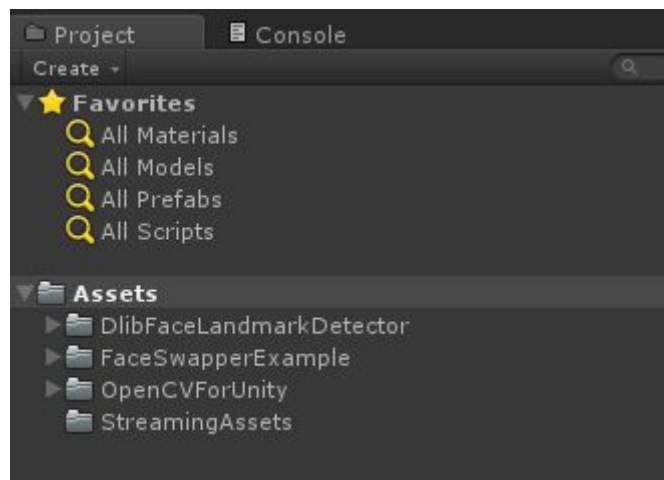 Project Console
Create
Favorites
All Materials
All Models
All Prefabs
All Scripts
Assets
DlibFaceLandmarkDetector
FaceSwapperExample
OpenCVForUnity
StreamingAssets